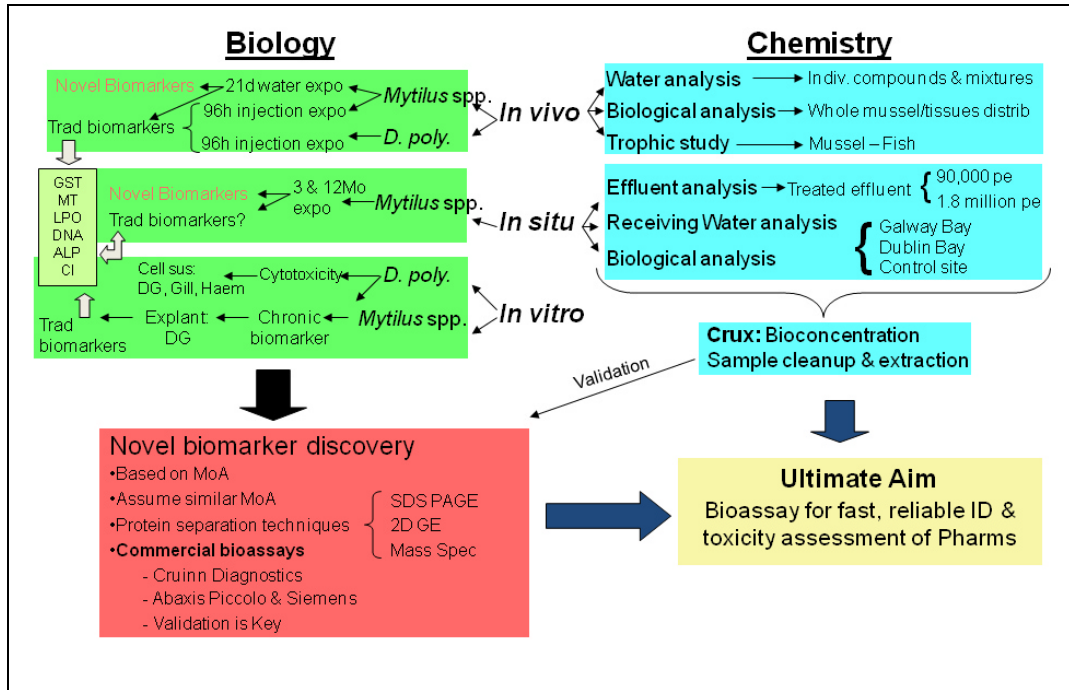 Biology
Novel Biomarkers
21d water expo
96h injection expo
Mytilus spp.
Trad biomarkers
96h injection expo
D. poly.
In vivo
GST
MT
LPO
DNA
ALP
CI
Novel Biomarkers
Trad biomarkers?
3 & 12Mo
expo
Mytilus spp.
In situ
Cell sus:
DG, Gill, Haem
Cytotoxicity
D. poly.
Trad
biomarkers
Explant:
DG
Chronic
biomarker
Mytilus spp.
In vitro
Chemistry
Water analysis
Indiv. compounds & mixtures
Biological analysis
Whole mussel/tissues distrib
Trophic study
Mussel – Fish
Effluent analysis
Treated effluent
90,000 pe
1.8 million pe
Receiving Water analysis
Biological analysis
Galway Bay
Dublin Bay
Control site
Crux: Bioconcentration
Sample cleanup & extraction
Validation
Novel biomarker discovery
•Based on MoA
•Assume similar MoA
•Protein separation techniques
SDS PAGE
2D GE
Mass Spec
•Commercial bioassays
- Cruinn Diagnostics
- Abaxis Piccolo & Siemens
- Validation is Key
Ultimate Aim
Bioassay for fast, reliable ID &
toxicity assessment of Pharms